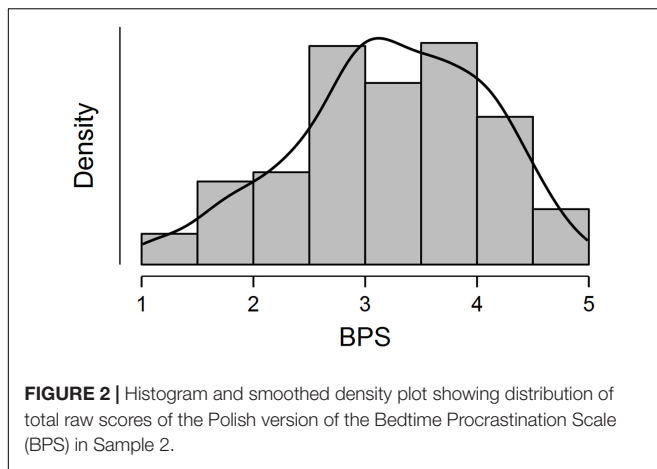 Density
1 2 3 4 5
BPS
FIGURE 2 | Histogram and smoothed density plot showing distribution of
total raw scores of the Polish version of the Bedtime Procrastination Scale
(BPS) in Sample 2.